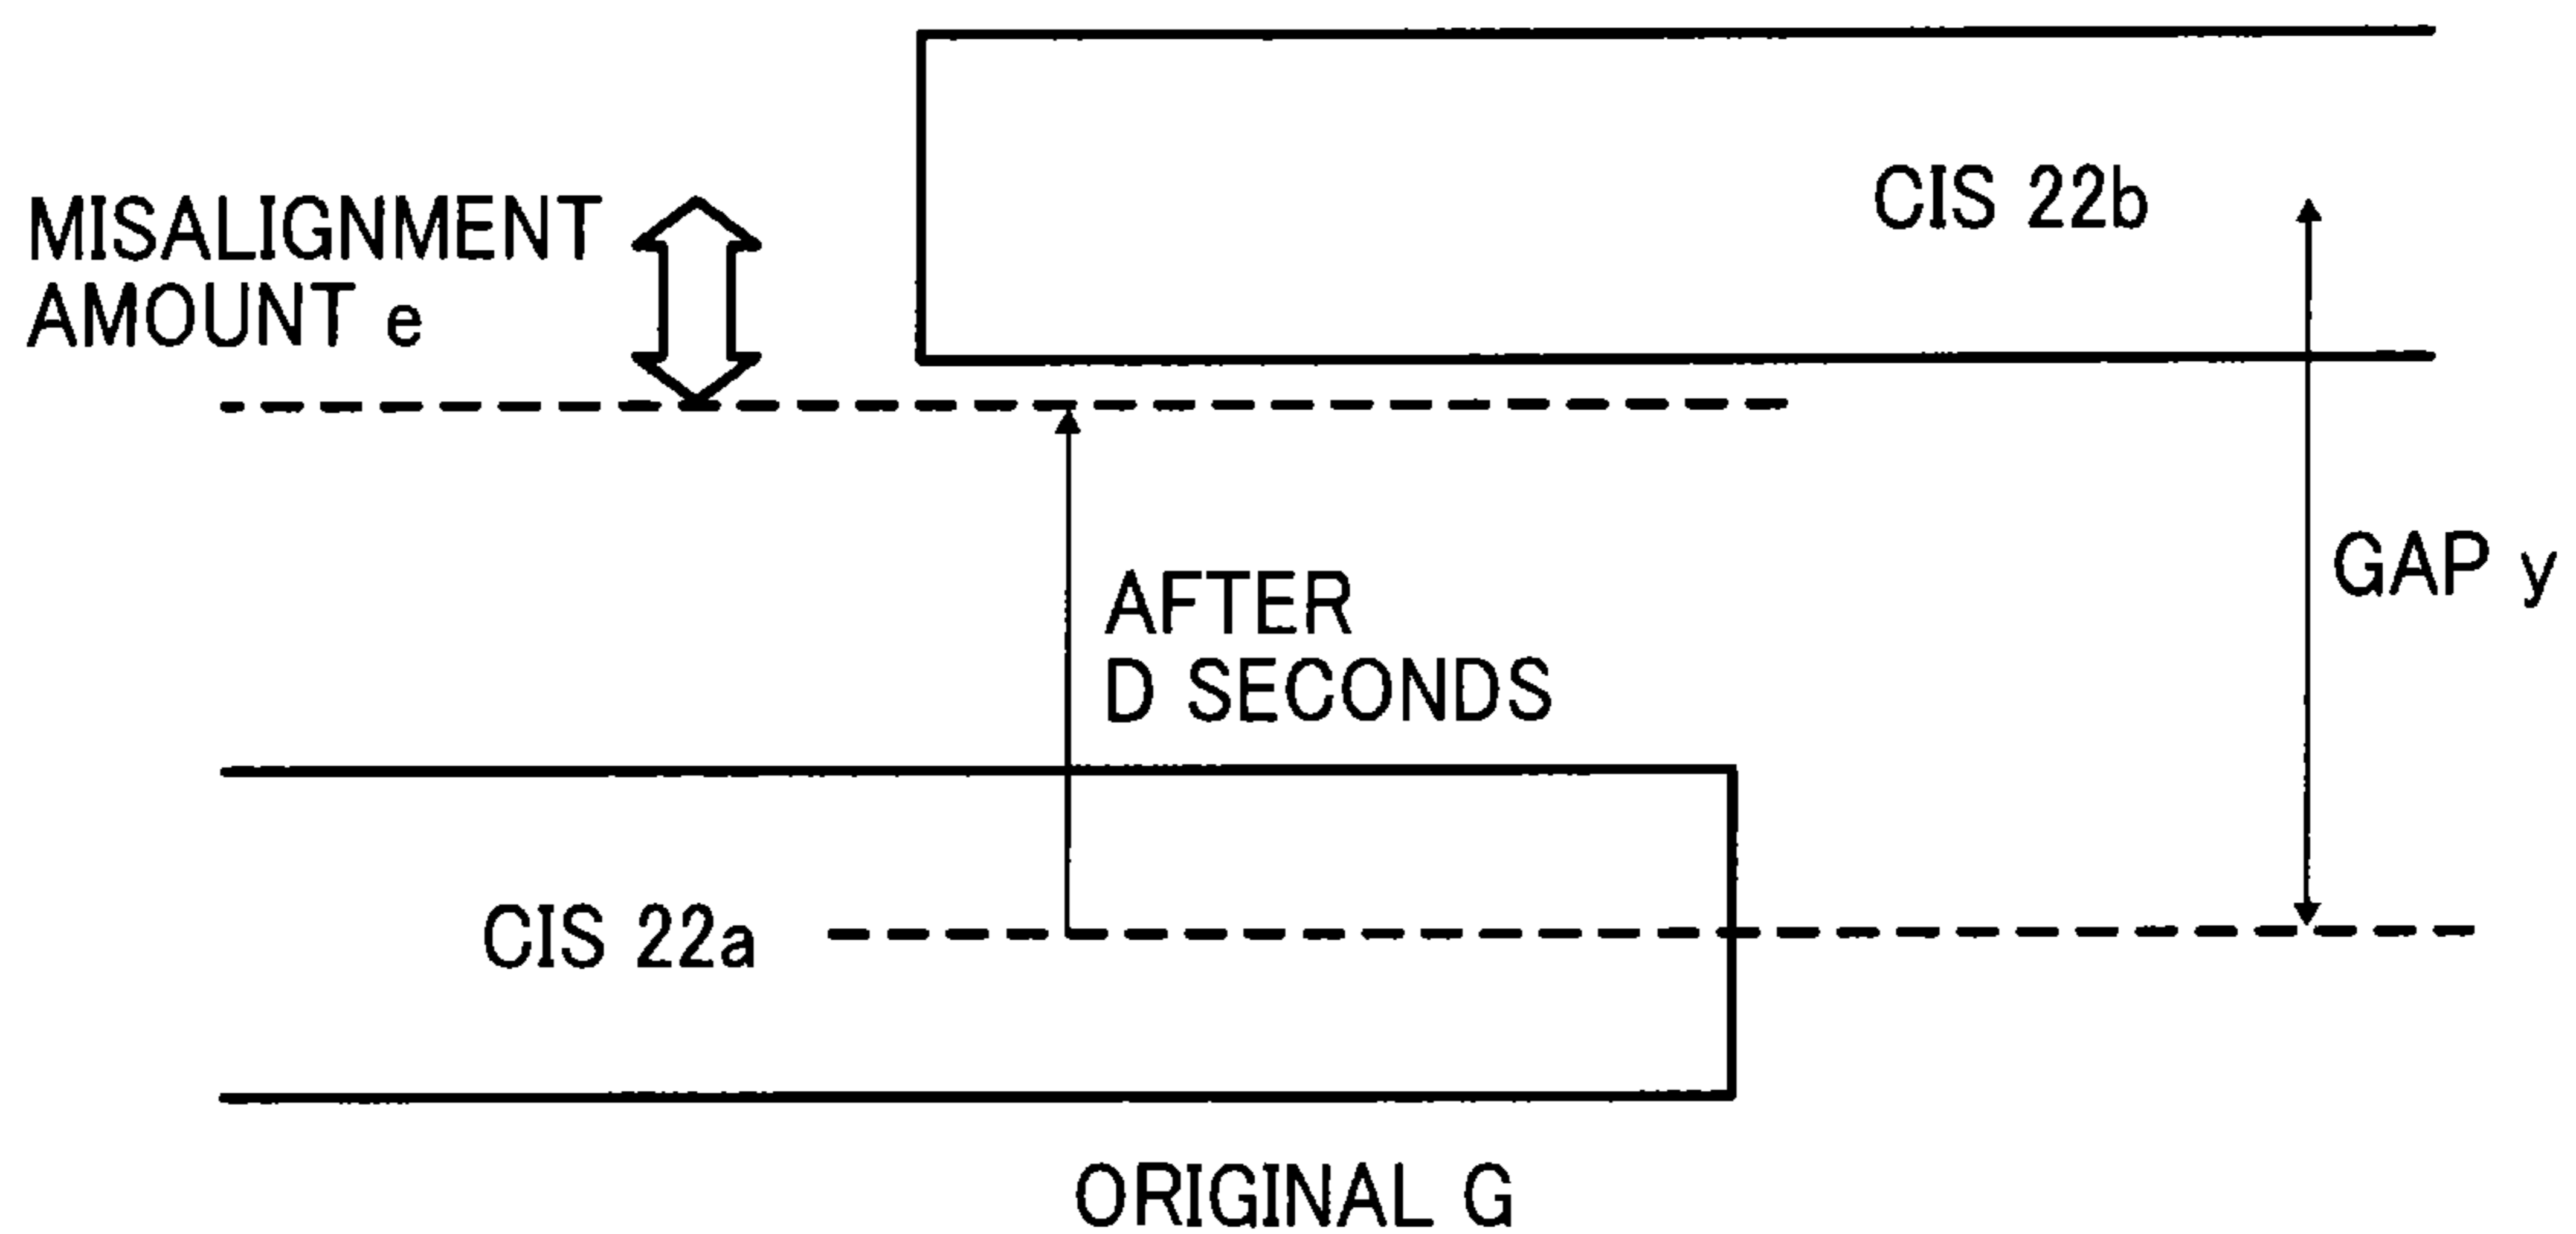 CIS 22b
MISALIGNMENT
AMOUNT e
GAP y
AFTER
D SECONDS
CIS 22a
ORIGINAL G